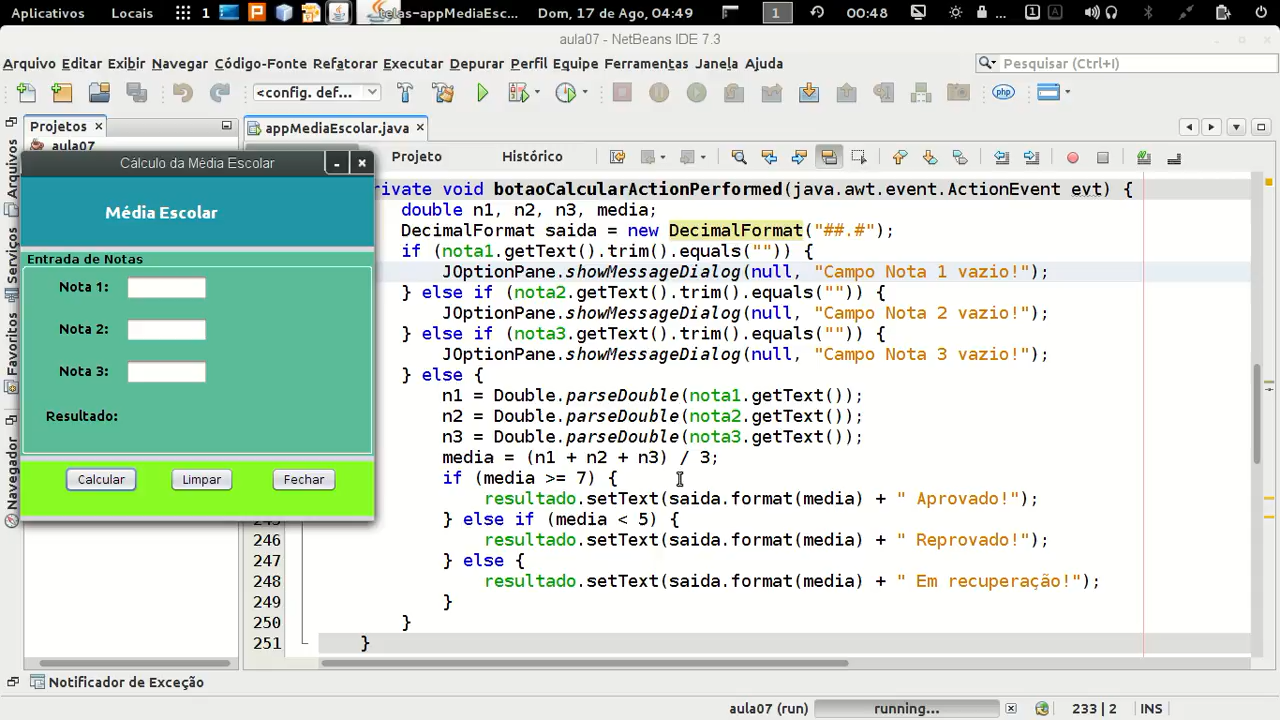 Aplicativos Locais 1 telas-appMediaEsc... Dom, 17 de Ago, 04:49 1 00:48 ... 1 A
aula07 - NetBeans IDE 7.3
Arquivo Editar Exibir Navegar Código-Fonte Refatorar Executar Depurar Perfil Equipe Ferramentas Janela Ajuda
Pesquisar (Ctrl+I)
<config. def... php
Projetos
appMediaEscolar.java
aula07
Projeto Histórico
Arquivos
Serviços
Favoritos
Navegador
Cálculo da Média Escolar
Média Escolar
Entrada de Notas
Nota 1:
Nota 2:
Nota 3:
Resultado:
Calcular Limpar Fechar
rivate void botaoCalcularActionPerformed(java.awt.event.ActionEvent evt) {
double n1, n2, n3, media;
DecimalFormat saida = new DecimalFormat("##.#");
if (nota1.getText().trim().equals("")) {
JOptionPane.showMessageDialog(null, "Campo Nota 1 vazio!");
} else if (nota2.getText().trim().equals("")) {
JOptionPane.showMessageDialog(null, "Campo Nota 2 vazio!");
} else if (nota3.getText().trim().equals("")) {
JOptionPane.showMessageDialog(null, "Campo Nota 3 vazio!");
} else {
n1 = Double.parseDouble(nota1.getText());
n2 = Double.parseDouble(nota2.getText());
n3 = Double.parseDouble(nota3.getText());
media = (n1 + n2 + n3) / 3;
if (media >= 7) {
resultado.setText(saida.format(media) + " Aprovado!");
} else if (media < 5) {
246 resultado.setText(saida.format(media) + " Reprovado!");
247 } else {
248 resultado.setText(saida.format(media) + " Em recuperação!");
249 }
250 }
251 }
Notificador de Exceção
aula07 (run) running... 233 | 2 INS